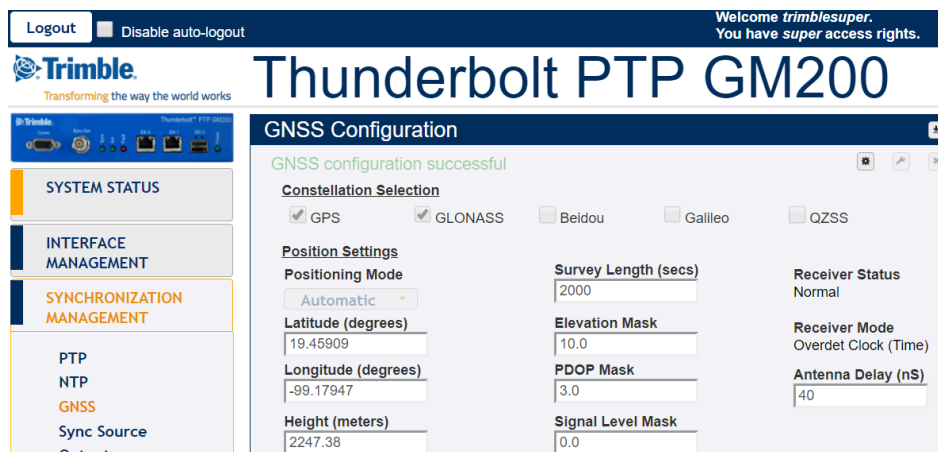 Logout
Disable auto-logout
Welcome trimblesuper.
You have super access rights.
Trimble.
Transforming the way the world works
Thunderbolt PTP GM200
Trimble.
Thunderbolt™ PTP GM200
SYSTEM STATUS
INTERFACE
MANAGEMENT
SYNCHRONIZATION
MANAGEMENT
PTP
NTP
GNSS
Sync Source
GNSS Configuration
GNSS configuration successful
Constellation Selection
GPS GLONASS Beidou Galileo QZSS
Position Settings
Positioning Mode
Automatic
Latitude (degrees)
19.45909
Longitude (degrees)
-99.17947
Height (meters)
2247.38
Survey Length (secs)
2000
Elevation Mask
10.0
PDOP Mask
3.0
Signal Level Mask
0.0
Receiver Status
Normal
Receiver Mode
Overdet Clock (Time)
Antenna Delay (nS)
40